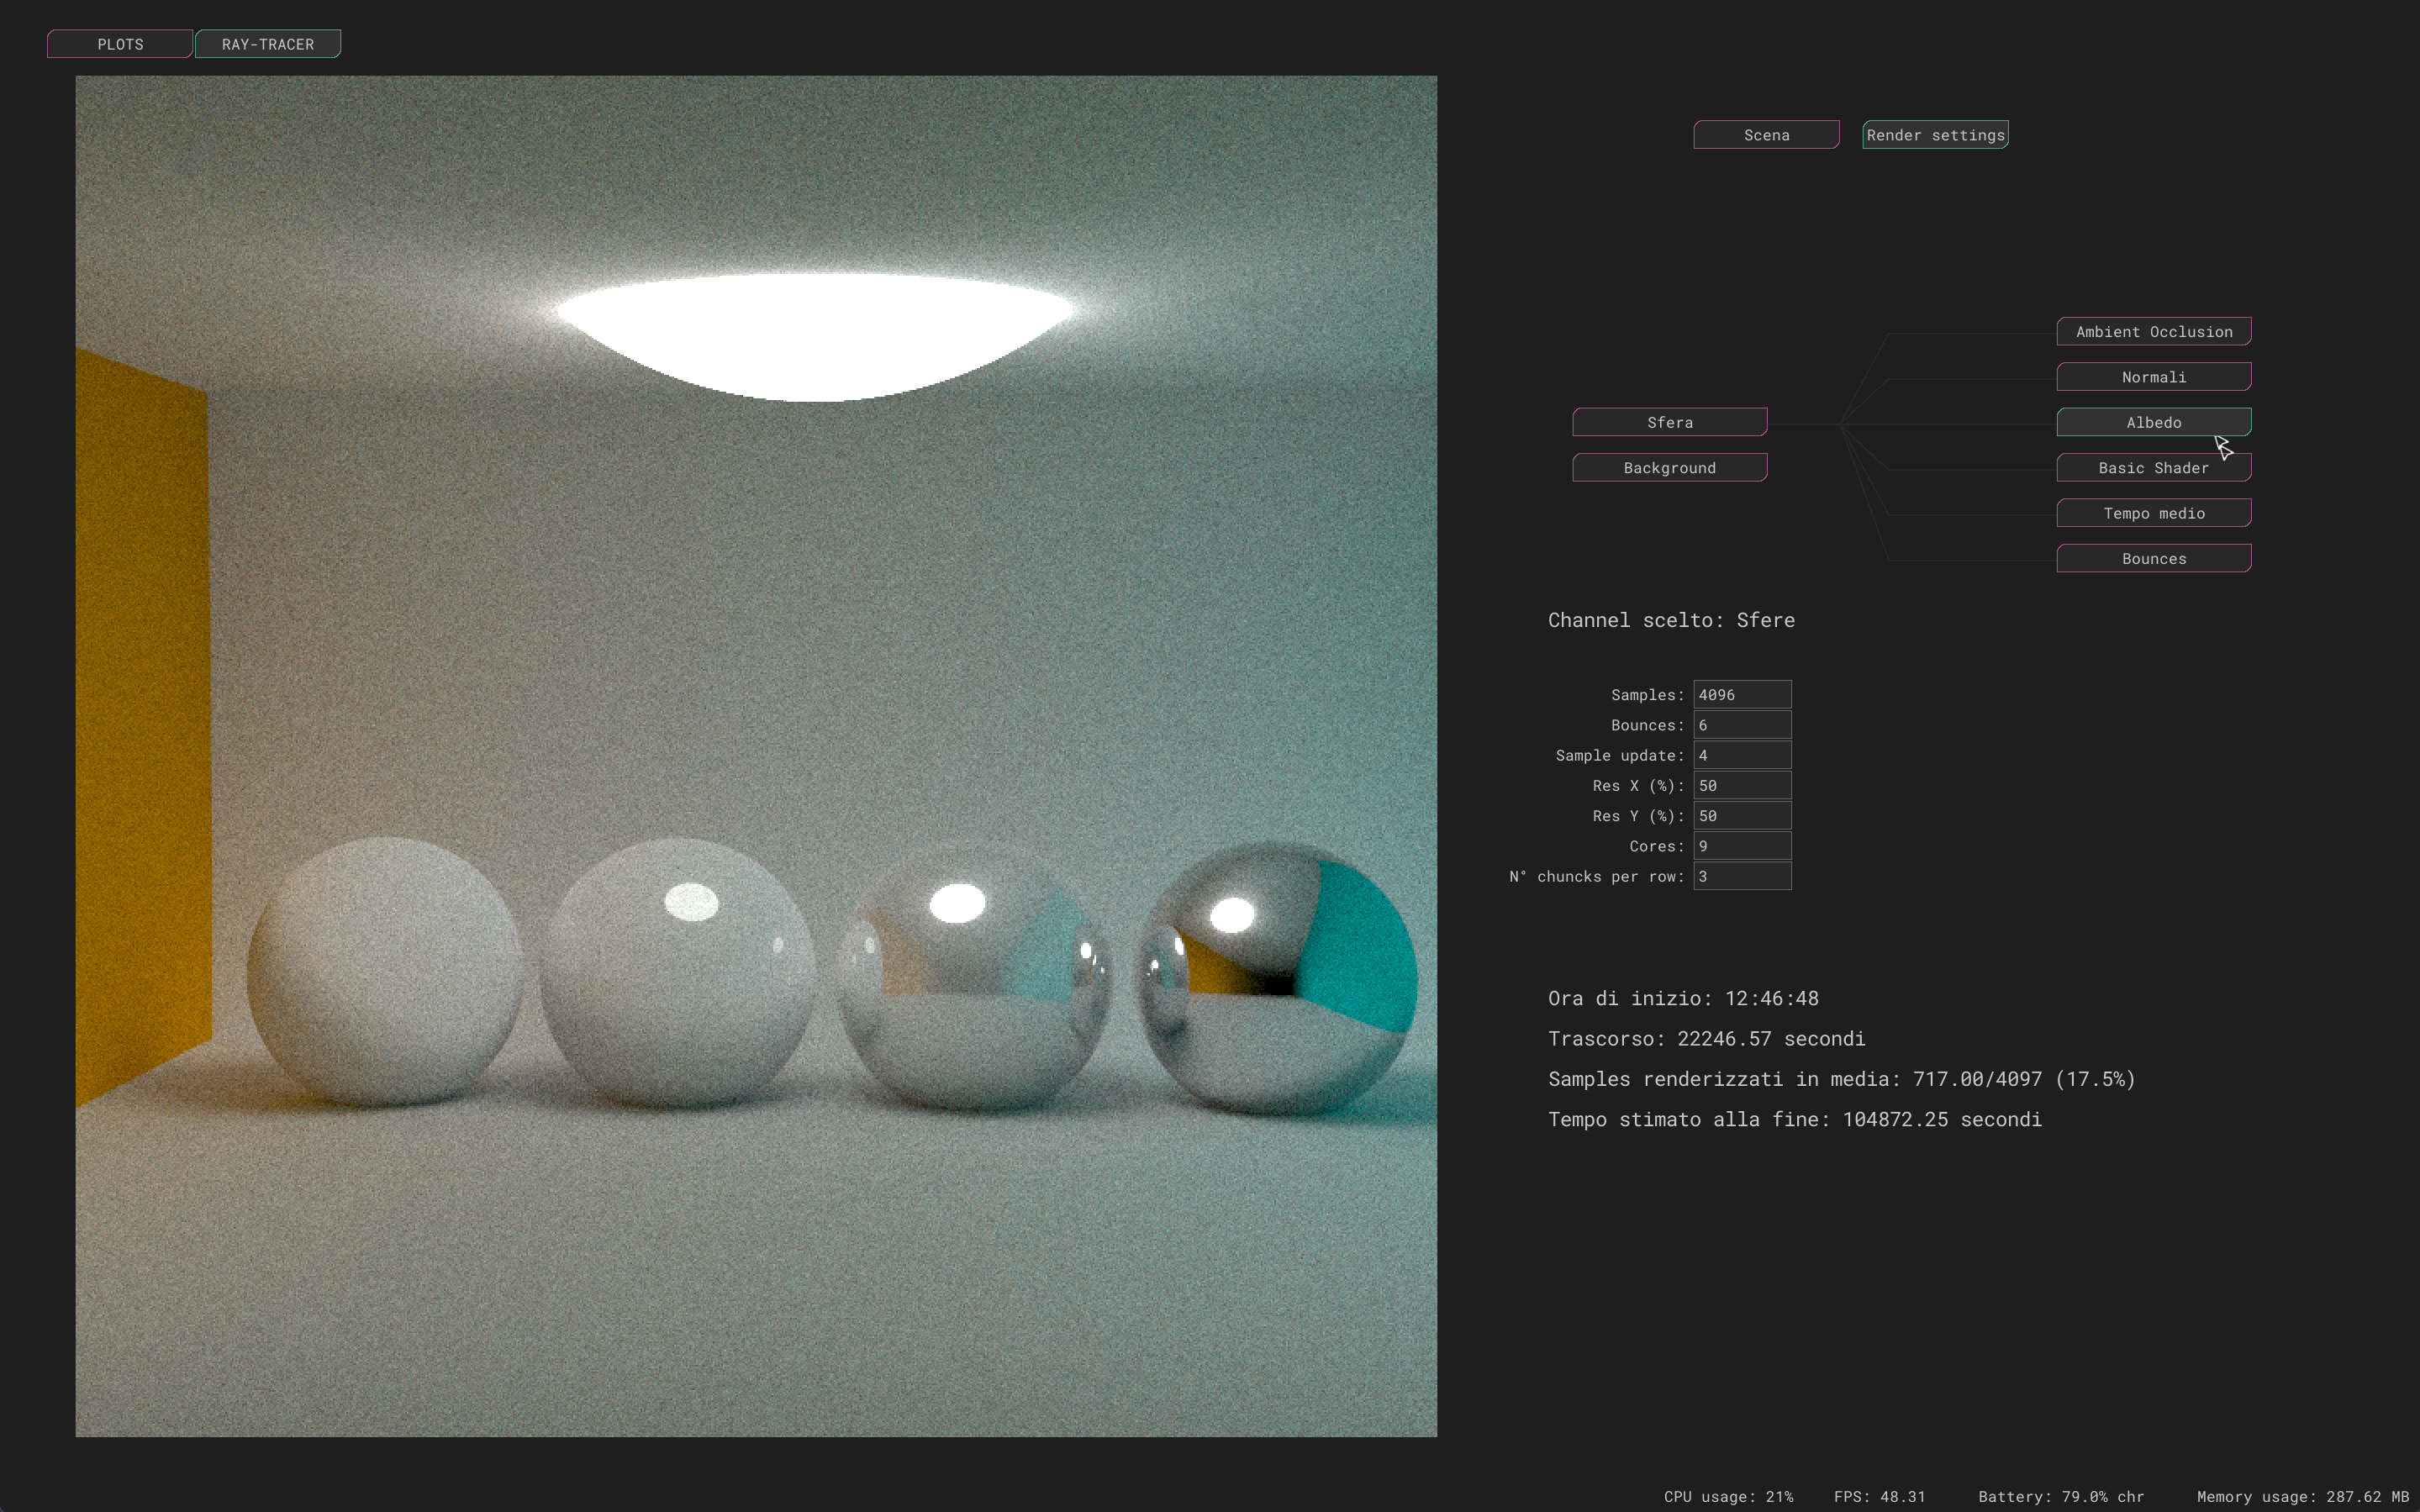 PLOTS RAY-TRACER
Scena Render settings
Ambient Occlusion
Normali
Sfera Albedo
Background Basic Shader
Tempo medio
Bounces
Channel scelto: Sfere
Samples: 4096
Bounces: 6
Sample update: 4
Res X (%): 50
Res Y (%): 50
Cores: 9
N° chuncks per row: 3
Ora di inizio: 12:46:48
Trascorso: 22246.57 secondi
Samples renderizzati in media: 717.00/4097 (17.5%)
Tempo stimato alla fine: 104872.25 secondi
CPU usage: 21% FPS: 48.31 Battery: 79.0% chr Memory usage: 287.62 MB